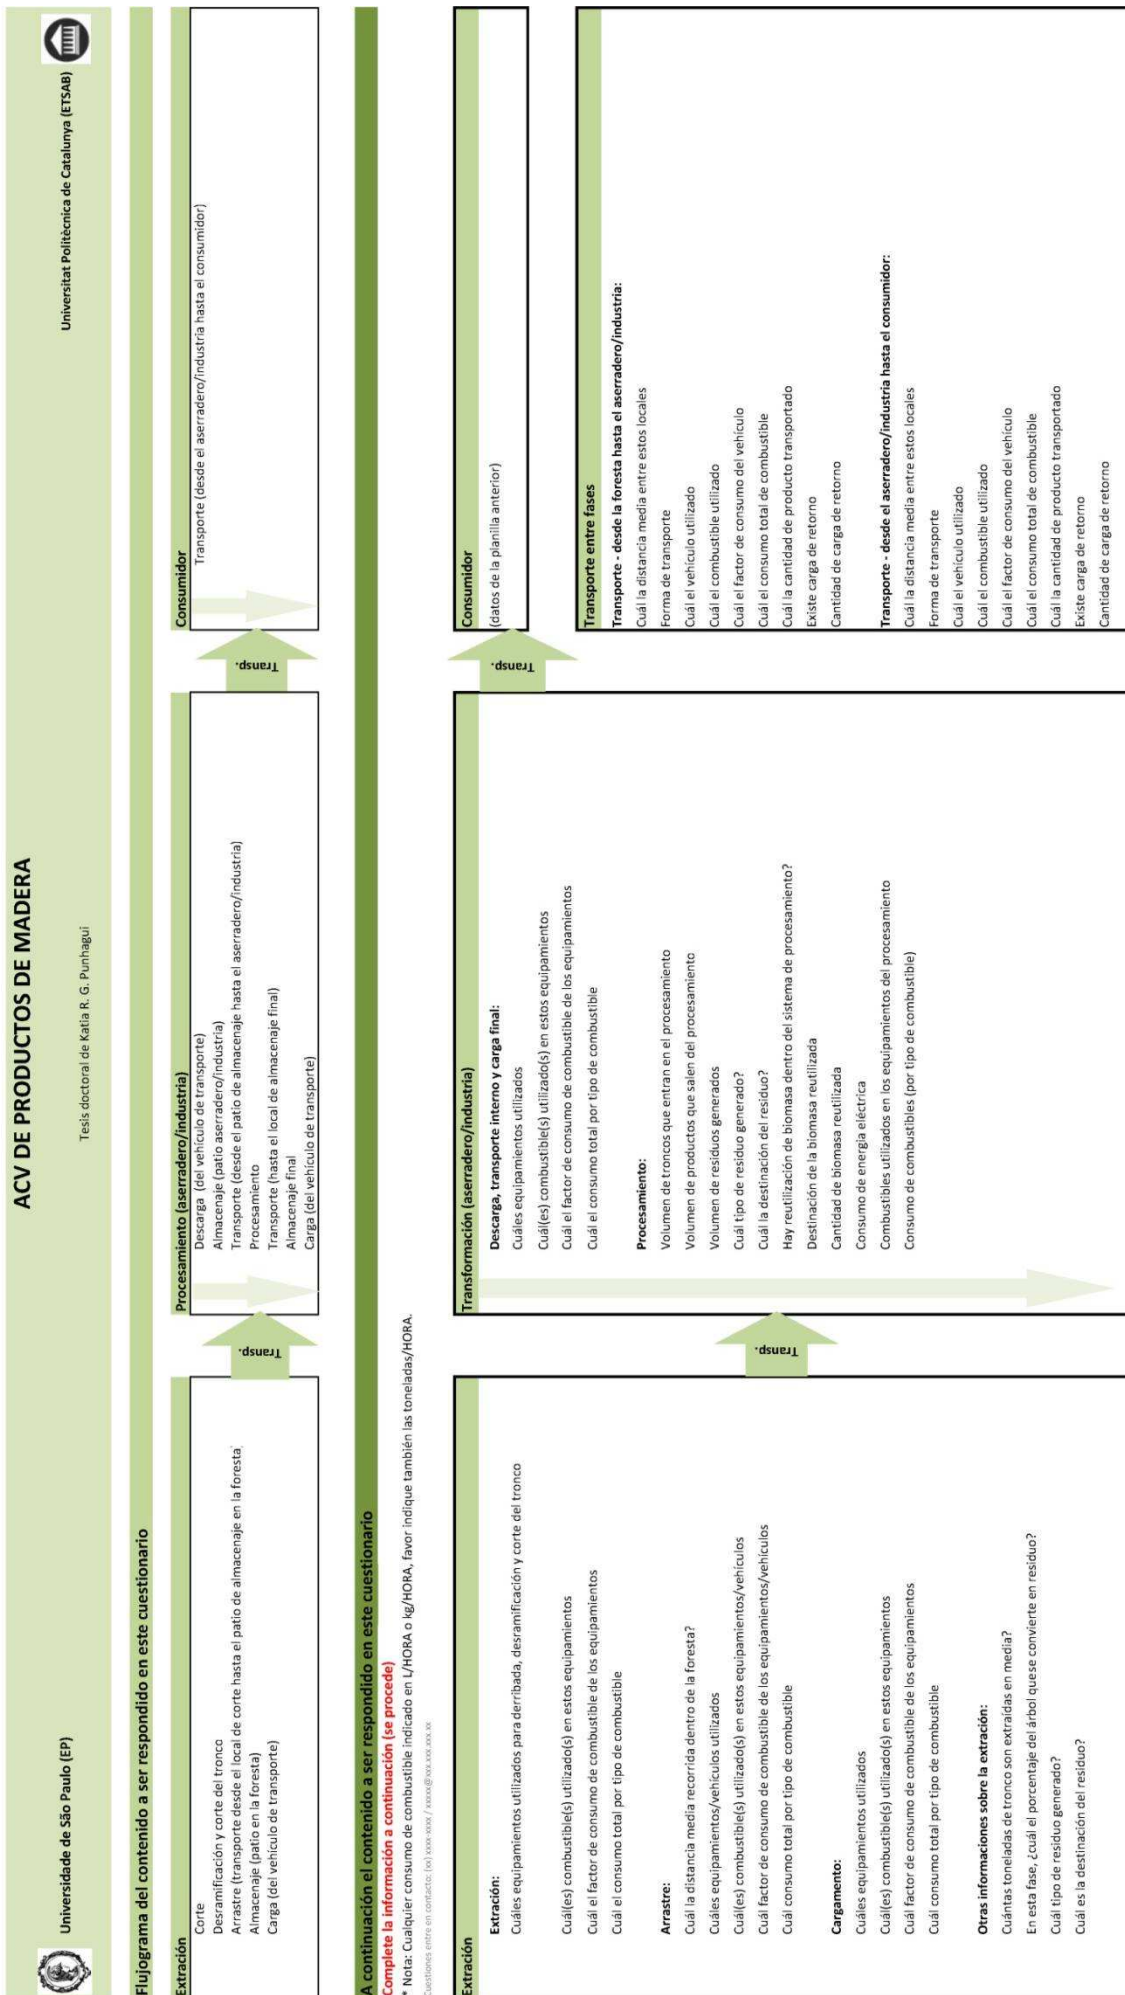 ACV DE PRODUCTOS DE MADERA
Universidade de São Paulo (EP)
Tesis doctoral de Katia R. G. Punhagui
Universitat Politècnica de Catalunya (ETSAB)
Flujograma del contenido a ser respondido en este cuestionario
Extración
Corte
Desramificación y corte del tronco
Arrastre (transporte desde el local de corte hasta el patio de almacenaje en la foresta)
Almacenaje (patio en la foresta)
Carga (del vehículo de transporte)
Transp.
Procesamiento (aserradero/industria)
Descarga (del vehículo de transporte)
Almacenaje (patio aserradero/industria)
Transporte (desde el patio de almacenaje hasta el aserradero/industria)
Procesamiento
Transporte (hasta el local de almacenaje final)
Almacenaje final
Carga (del vehículo de transporte)
Transp.
Consumidor
Transporte (desde el aserradero/industria hasta el consumidor)
A continuación el contenido a ser respondido en este cuestionario
Complete la información a continuación (se procede)
* Nota: Cualquier consumo de combustible indicado en L/HORA o kg/HORA, favor indique también las toneladas/HORA.
Cuestiones entre en contacto: (xx) xxxx-xxxx / xxxxx@xxx.xxx.xx
Extración
Extración:
Cuáles equipamientos utilizados para derribada, desramificación y corte del tronco
Cuál(es) combustible(s) utilizado(s) en estos equipamientos
Cuál el factor de consumo de combustible de los equipamientos
Cuál el consumo total por tipo de combustible
Arrastre:
Cuál la distancia media recorrida dentro de la foresta?
Cuáles equipamientos/vehículos utilizados
Cuál(es) combustible(s) utilizado(s) en estos equipamientos/vehículos
Cuál factor de consumo tipo de combustible de los equipamientos/vehículos
Cuál consumo total por tipo de combustible
Cargamento:
Cuáles equipamientos utilizados
Cuál(es) combustible(s) utilizado(s) en estos equipamientos
Cuál factor de consumo de combustible de los equipamientos
Cuál consumo total por tipo de combustible
Otras informaciones sobre la extración:
Cuántas toneladas de tronco son extraídas en media?
En esta fase, ¿cuál el porcentaje del árbol quese convierte en resíduo?
Cuál tipo de residuo generado?
Cuál es la destinación del resíduo?
Transp.
Transformación (aserradero/industria)
Descarga, transporte interno y carga final:
Cuáles equipamientos utilizados
Cuál(es) combustible(s) utilizado(s) en estos equipamientos
Cuál el factor de consumo de combustible de los equipamientos
Cuál el consumo total por tipo de combustible
Procesamiento:
Volumen de troncos que entran en el procesamiento
Volumen de productos que salen del procesamiento
Volumen de residuos generados
Cuál tipo de residuo generado?
Cuál la destinación del residuo?
Hay reutilización de biomasa dentro del sistema de procesamiento?
Destinación de la biomasa reutilizada
Cantidad de biomasa reutilizada
Consumo de energía eléctrica
Combustibles utilizados en los equipamientos del procesamiento
Consumo de combustibles (por tipo de combustible)
Transp.
Consumidor
(datos de la planilla anterior)
Transporte entre fases
Transporte - desde la foresta hasta el aserradero/industria:
Cuál la distancia media entre estos locales
Forma de transporte
Cuál el vehículo utilizado
Cuál el combustible utilizado
Cuál el factor de consumo del vehículo
Cuál el consumo total de combustible
Cuál la cantidad de producto transportado
Existe carga de retorno
Cantidad de carga de retorno
Transporte - desde el aserradero/industria hasta el consumidor:
Cuál la distancia media entre estos locales
Forma de transporte
Cuál el vehículo utilizado
Cuál el combustible utilizado
Cuál el factor de consumo del vehículo
Cuál el consumo total de combustible
Cuál la cantidad de producto transportado
Existe carga de retorno
Cantidad de carga de retorno